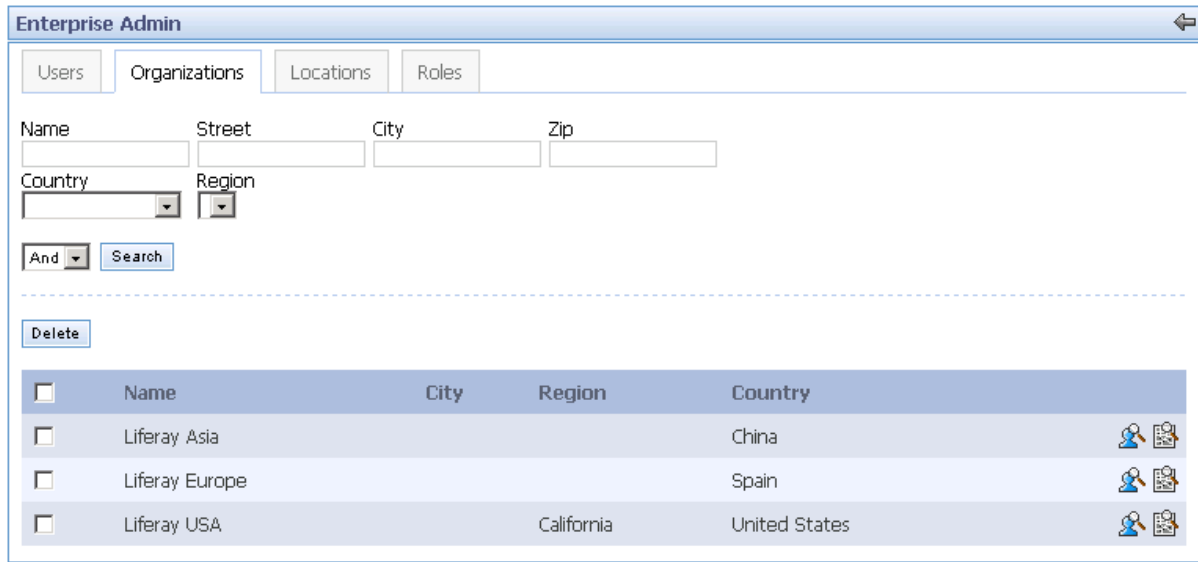 Enterprise Admin
Users Organizations Locations Roles
Name Street City Zip
Country Region
And Search
Delete
Name City Region Country
Liferay Asia China
Liferay Europe Spain
Liferay USA California United States